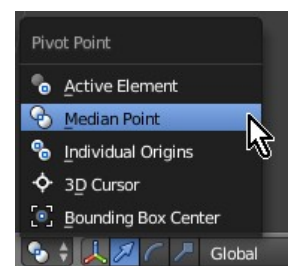 Pivot Point
Active Element
Median Point
Individual Origins
3D Cursor
Bounding Box Center
Global